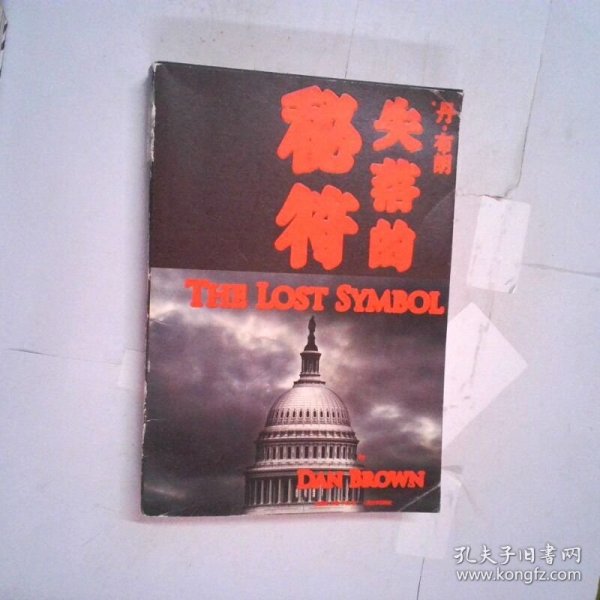 丹·布朗
失落的
秘符
THE LOST SYMBOL
DAN BROWN
孔夫子旧书网
www.kongfz.com